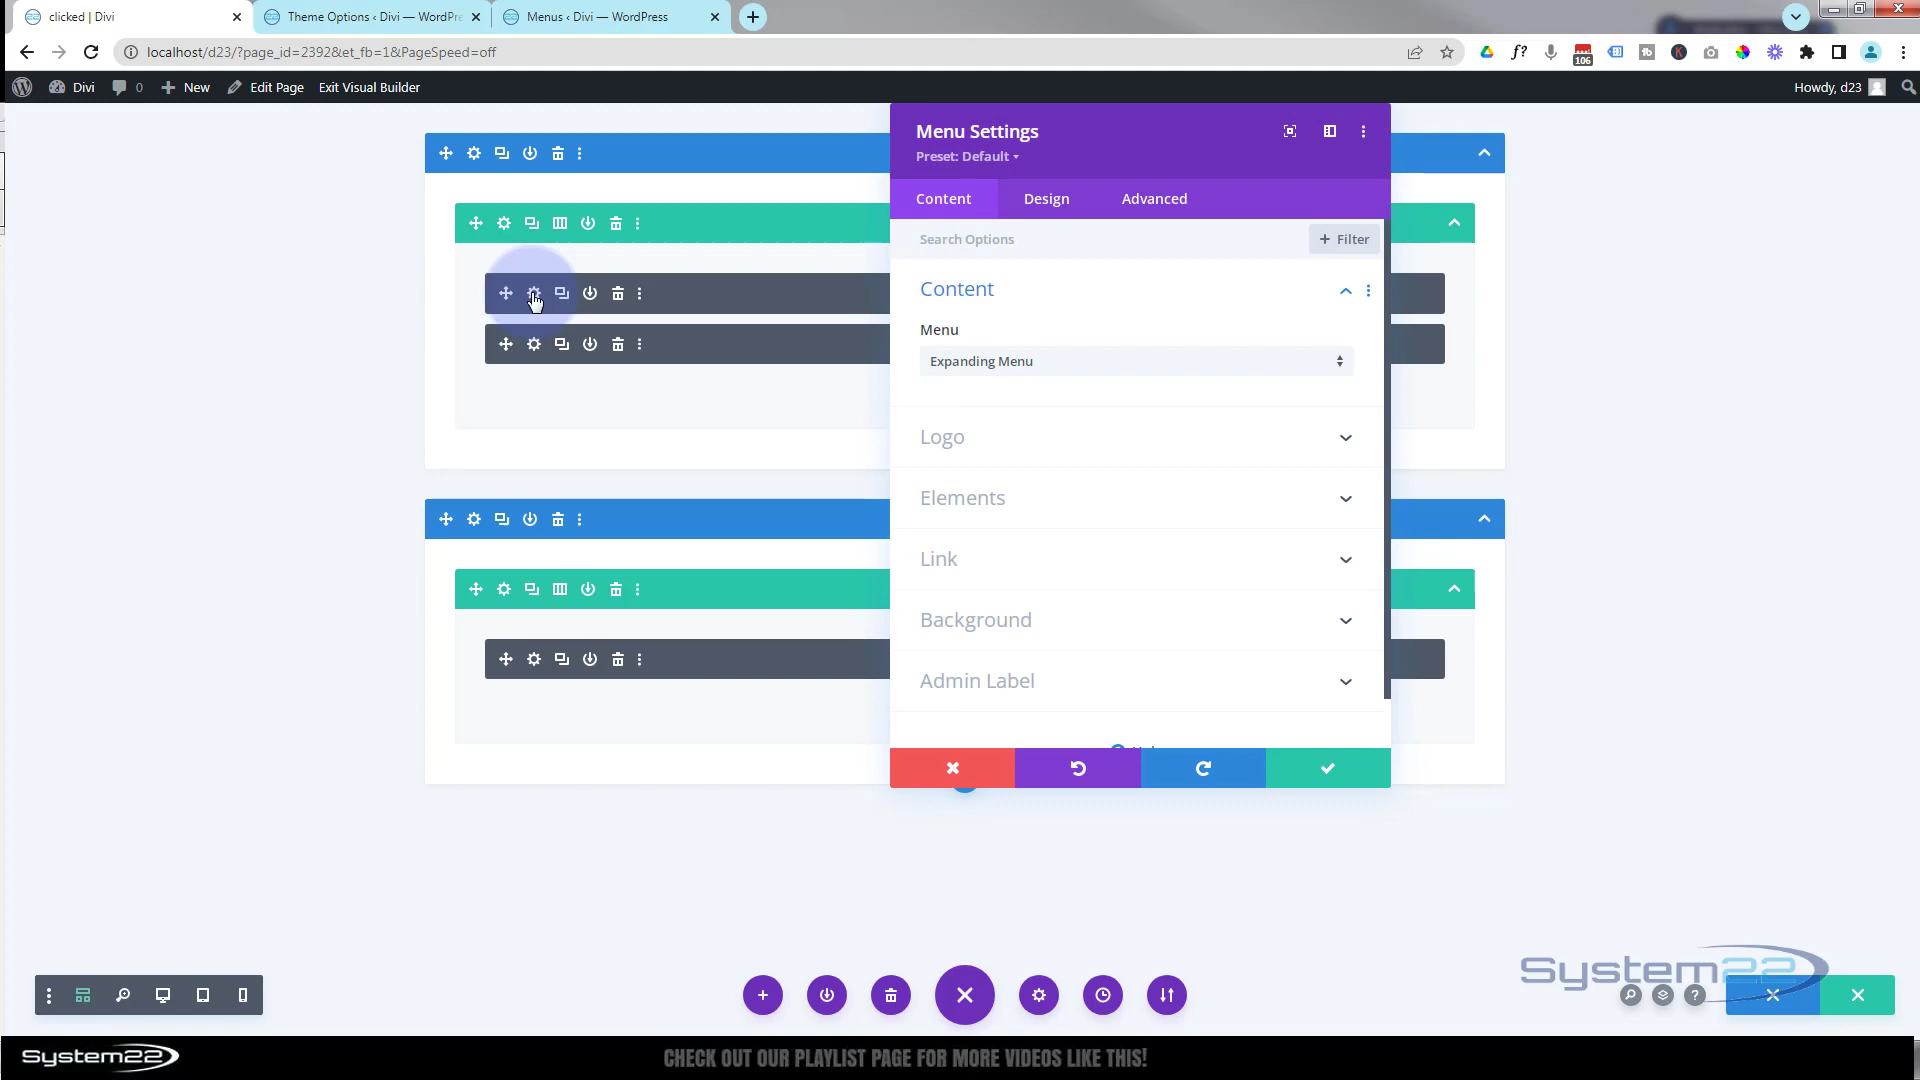 clicked | Divi
Theme Options ‹ Divi — WordPre
Menus ‹ Divi — WordPress
localhost/d23/?page_id=2392&et_fb=1&PageSpeed=off
f?
tb
K
106
Divi
0
New
Edit Page
Exit Visual Builder
Howdy, d23
Menu Settings
Preset: Default
Content
Design
Advanced
Search Options
+ Filter
Content
Menu
Expanding Menu
Logo
Elements
Link
Background
Admin Label
System22
?
System22
CHECK OUT OUR PLAYLIST PAGE FOR MORE VIDEOS LIKE THIS!